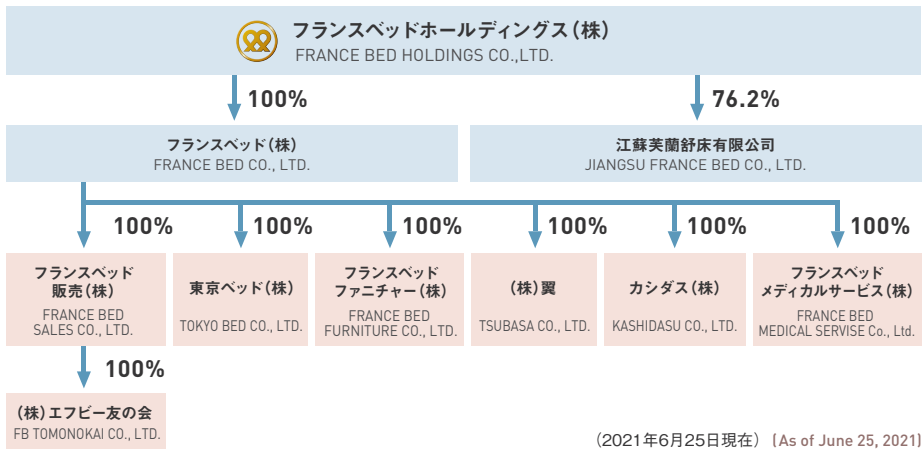 フランスベッドホールディングス(株)
FRANCE BED HOLDINGS CO.,LTD.
100%
76.2%
フランスベッド(株)
FRANCE BED CO., LTD.
江蘇芙蘭舒床有限公司
JIANGSU FRANCE BED CO., LTD.
100%
100%
100%
100%
100%
100%
フランスベッド
販売(株)
FRANCE BED
SALES CO., LTD.
東京ベッド(株)
TOKYO BED CO., LTD.
フランスベッド
ファニチャー(株)
FRANCE BED
FURNITURE CO., LTD.
(株)翼
TSUBASA CO., LTD.
カシダス(株)
KASHIDASU CO., LTD.
フランスベッド
メディカルサービス(株)
FRANCE BED
MEDICAL SERVISE Co., Ltd.
100%
(株)エフビー友の会
FB TOMONOKAI CO., LTD.
(2021年6月25日現在) (As of June 25, 2021)